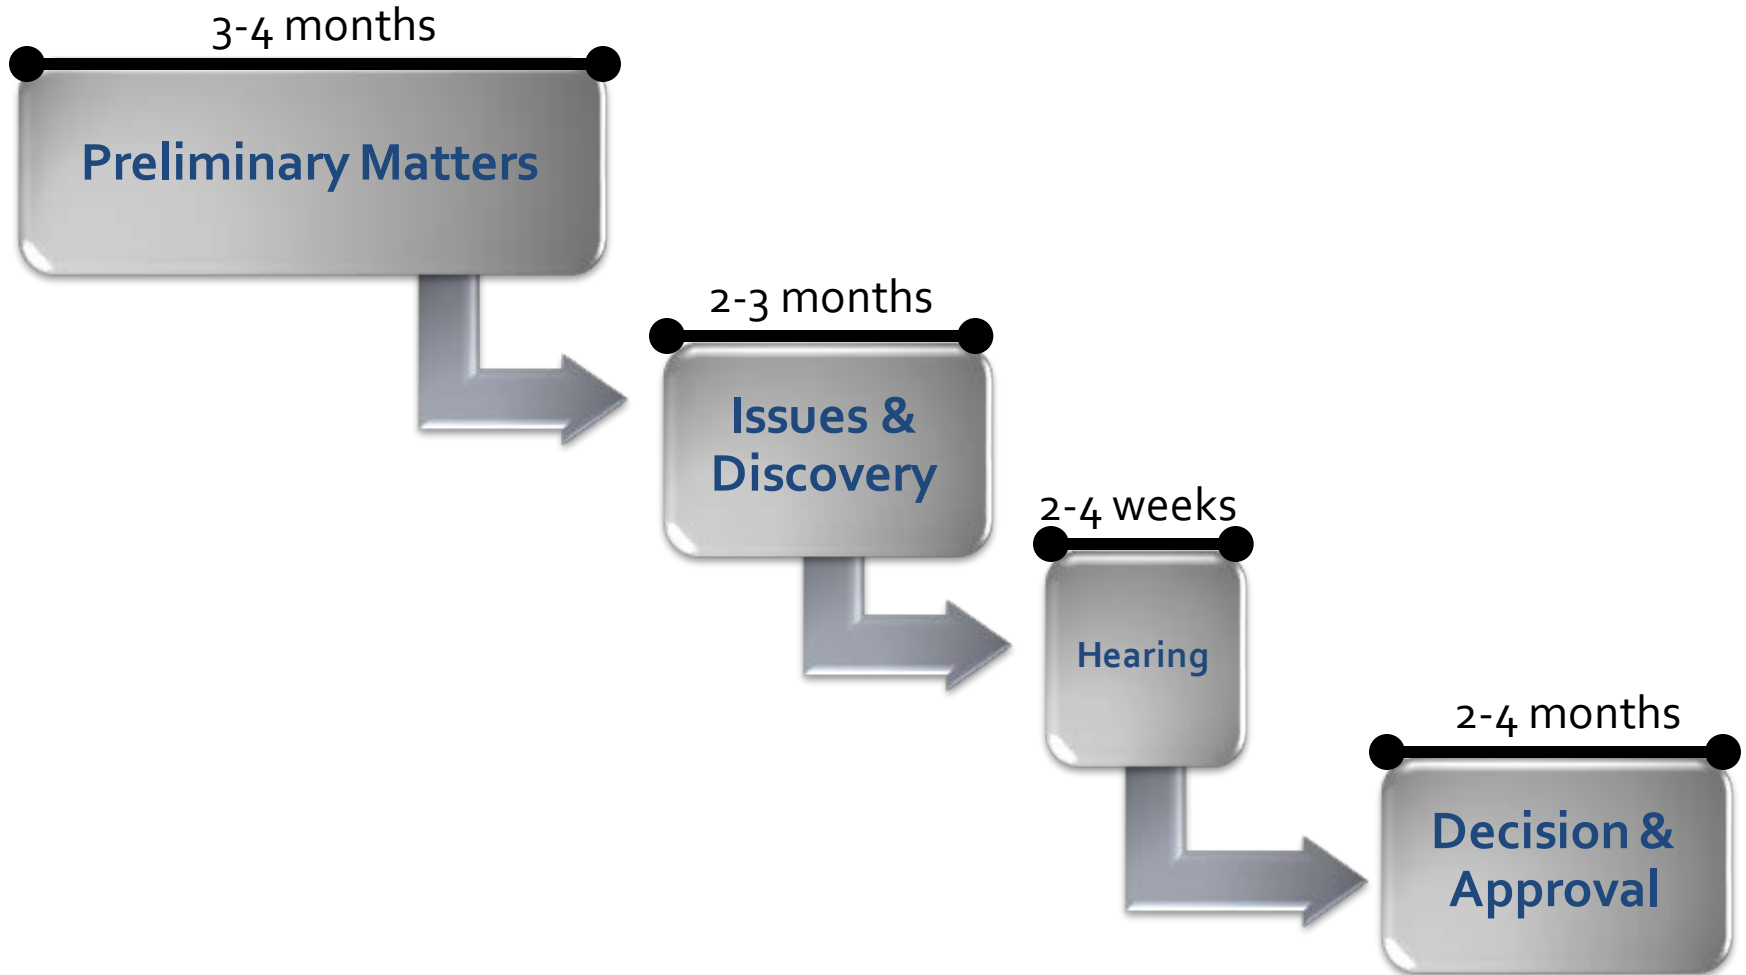 3-4 months
Preliminary Matters
2-3 months
Issues &
Discovery
2-4 weeks
Hearing
2-4 months
Decision &
Approval